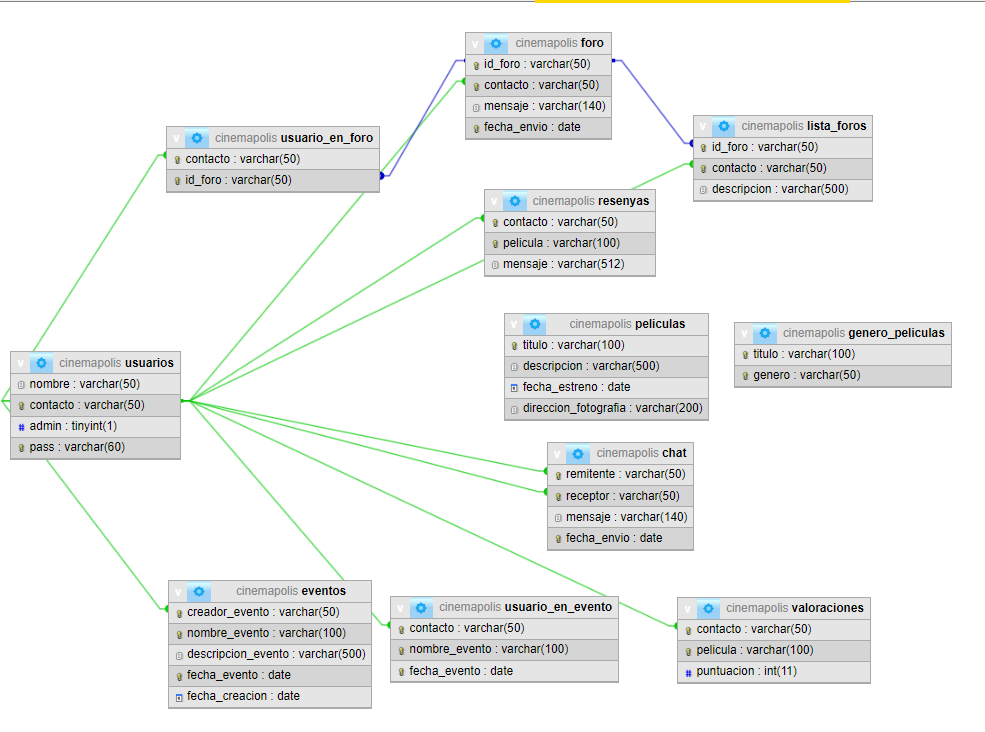 cinemapolis foro
id_foro : varchar(50)
contacto : varchar(50)
mensaje : varchar(140)
fecha_envio : date
cinemapolis usuario_en_foro
contacto : varchar(50)
id_foro : varchar(50)
cinemapolis lista_foros
id_foro : varchar(50)
contacto : varchar(50)
descripcion : varchar(500)
cinemapolis resenyas
contacto : varchar(50)
pelicula : varchar(100)
mensaje : varchar(512)
cinemapolis peliculas
titulo : varchar(100)
descripcion : varchar(500)
fecha_estreno : date
direccion_fotografia : varchar(200)
cinemapolis genero_peliculas
titulo : varchar(100)
genero : varchar(50)
cinemapolis usuarios
nombre : varchar(50)
contacto : varchar(50)
# admin : tinyint(1)
pass : varchar(60)
cinemapolis chat
remitente : varchar(50)
receptor : varchar(50)
mensaje : varchar(140)
fecha_envio : date
cinemapolis eventos
creador_evento : varchar(50)
nombre_evento : varchar(100)
descripcion_evento : varchar(500)
fecha_evento : date
fecha_creacion : date
cinemapolis usuario_en_evento
contacto : varchar(50)
nombre_evento : varchar(100)
fecha_evento : date
cinemapolis valoraciones
contacto : varchar(50)
pelicula : varchar(100)
# puntuacion : int(11)